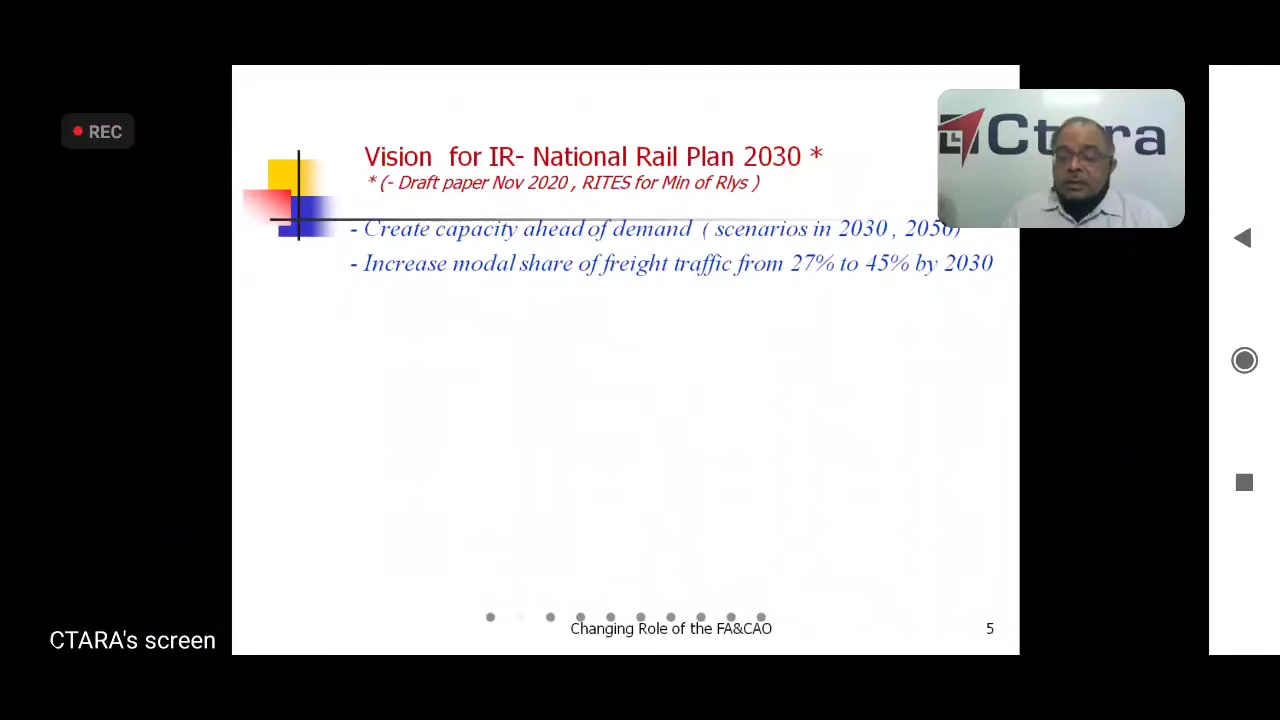 REC
Ctara
Vision for IR- National Rail Plan 2030 *
* (- Draft paper Nov 2020 , RITES for Min of Rlys )
- Create capacity ahead of demand ( scenarios in 2030 , 2050)
- Increase modal share of freight traffic from 27% to 45% by 2030
Changing Role of the FA&CAO
5
CTARA's screen